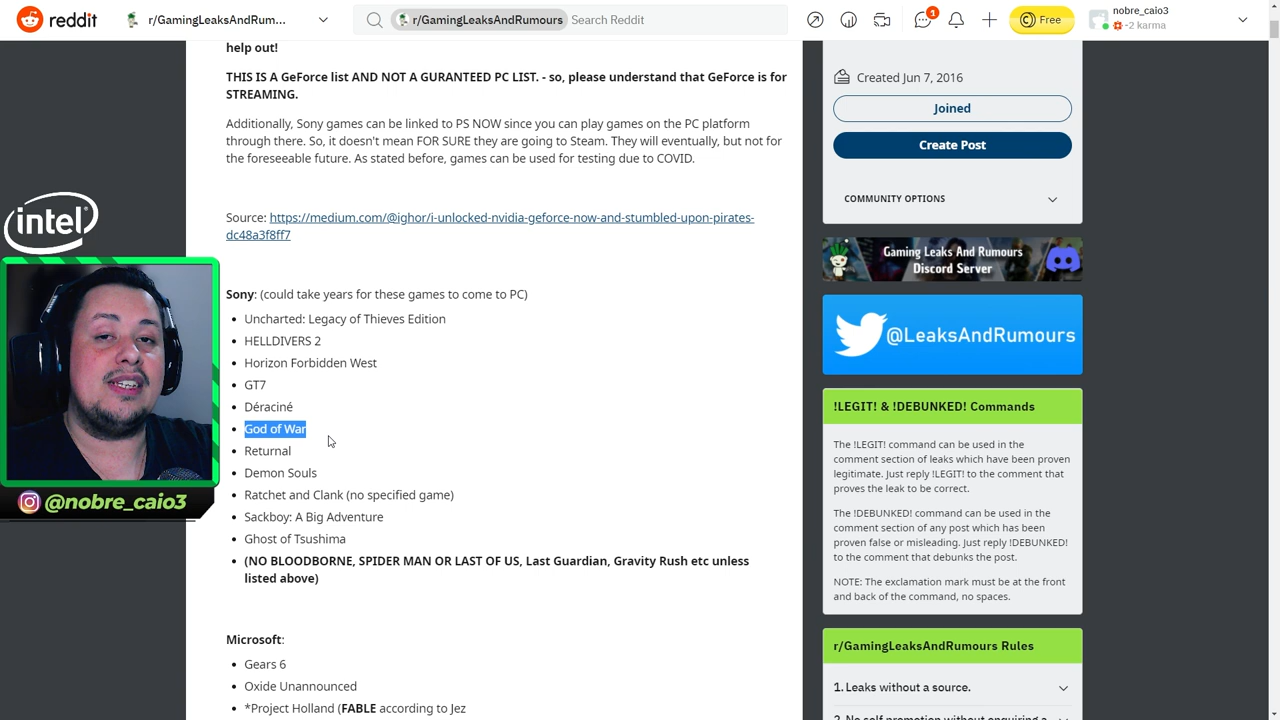 reddit
r/GamingLeaksAndRum...
r/GamingLeaksAndRumours Search Reddit
1
Free
nobre_caio3
-2 karma
help out!
THIS IS A GeForce list AND NOT A GURANTEED PC LIST. - so, please understand that GeForce is for
STREAMING.
Additionally, Sony games can be linked to PS NOW since you can play games on the PC platform
through there. So, it doesn't mean FOR SURE they are going to Steam. They will eventually, but not for
the foreseeable future. As stated before, games can be used for testing due to COVID.
Source: https://medium.com/@ighor/i-unlocked-nvidia-geforce-now-and-stumbled-upon-pirates-
dc48a3f8ff7
Sony: (could take years for these games to come to PC)
Uncharted: Legacy of Thieves Edition
HELLDIVERS 2
Horizon Forbidden West
GT7
Déraciné
God of War
Returnal
Demon Souls
Ratchet and Clank (no specified game)
Sackboy: A Big Adventure
Ghost of Tsushima
(NO BLOODBORNE, SPIDER MAN OR LAST OF US, Last Guardian, Gravity Rush etc unless
listed above)
Microsoft:
Gears 6
Oxide Unannounced
*Project Holland (FABLE according to Jez
intel
@nobre_caio3
Created Jun 7, 2016
Joined
Create Post
COMMUNITY OPTIONS
Gaming Leaks And Rumours
Discord Server
@LeaksAndRumours
!LEGIT! & !DEBUNKED! Commands
The !LEGIT! command can be used in the
comment section of leaks which have been proven
legitimate. Just reply !LEGIT! to the comment that
proves the leak to be correct.
The !DEBUNKED! command can be used in the
comment section of any post which has been
proven false or misleading. Just reply !DEBUNKED!
to the comment that debunks the post.
NOTE: The exclamation mark must be at the front
and back of the command, no spaces.
r/GamingLeaksAndRumours Rules
1. Leaks without a source.
2. No self promotion without enquiring a